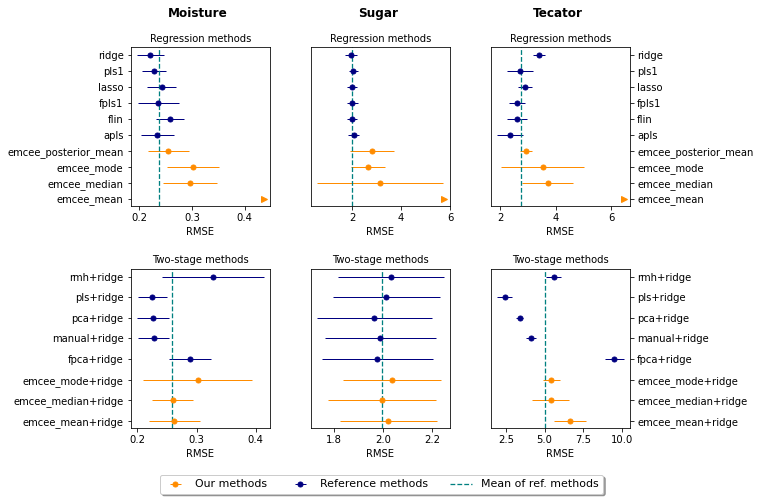 Moisture Sugar Tecator
Regression methods Regression methods Regression methods
ridge ridge
pls1 pls1
lasso lasso
fpls1 fpls1
flin flin
apls apls
emcee_posterior_mean emcee_posterior_mean
emcee_mode emcee_mode
emcee_median emcee_median
emcee_mean emcee_mean
0.2 0.3 0.4 2 4 6 2 4 6
RMSE RMSE RMSE
Two-stage methods Two-stage methods Two-stage methods
rmh+ridge rmh+ridge
pls+ridge pls+ridge
pca+ridge pca+ridge
manual+ridge manual+ridge
fpca+ridge fpca+ridge
emcee_mode+ridge emcee_mode+ridge
emcee_median+ridge emcee_median+ridge
emcee_mean+ridge emcee_mean+ridge
0.2 0.3 0.4 1.8 2.0 2.2 2.5 5.0 7.5 10.0
RMSE RMSE RMSE
Our methods Reference methods Mean of ref. methods